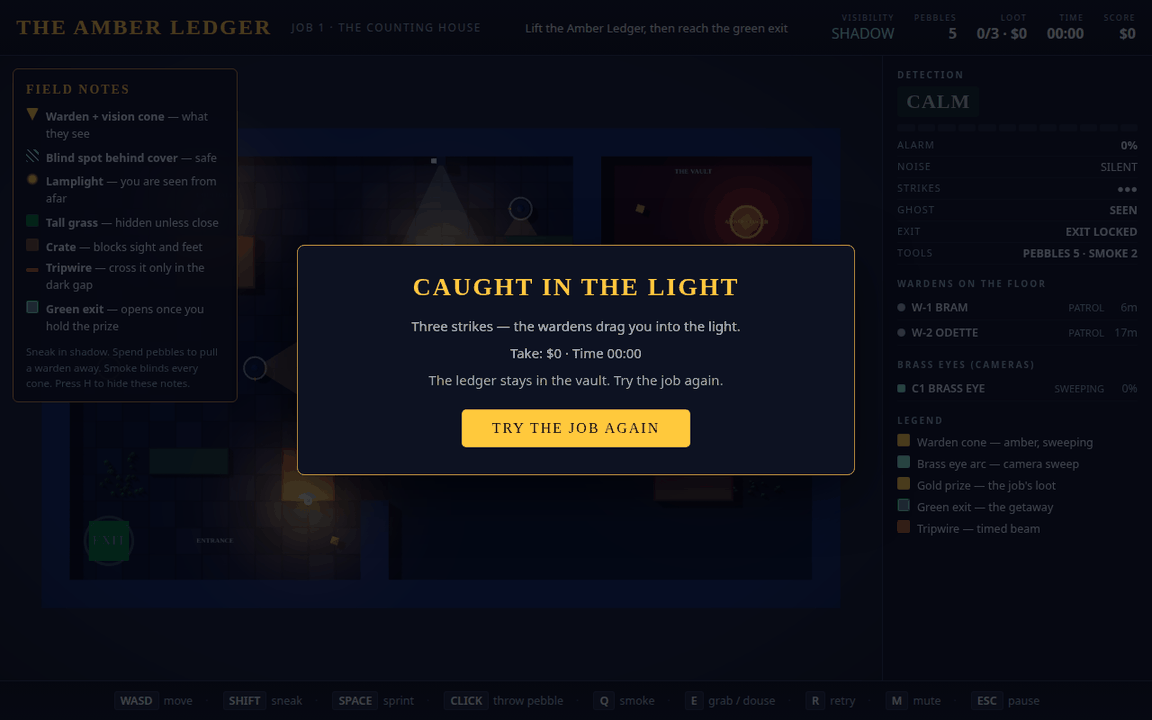 THE AMBER LEDGER
JOB 1 · THE COUNTING HOUSE
Lift the Amber Ledger, then reach the green exit
VISIBILITY
SHADOW
PEBBLES
5
LOOT
0/3 · $0
TIME
00:00
SCORE
$0
FIELD NOTES
Warden + vision cone — what
they see
Blind spot behind cover — safe
Lamplight — you are seen from
afar
Tall grass — hidden unless close
Crate — blocks sight and feet
Tripwire — cross it only in the
dark gap
Green exit — opens once you
hold the prize
Sneak in shadow. Spend pebbles to pull
a warden away. Smoke blinds every
cone. Press H to hide these notes.
THE VAULT
CAUGHT IN THE LIGHT
Three strikes — the wardens drag you into the light.
Take: $0 · Time 00:00
The ledger stays in the vault. Try the job again.
TRY THE JOB AGAIN
EXIT
ENTRANCE
DETECTION
CALM
ALARM 0%
NOISE SILENT
STRIKES ●●●
GHOST SEEN
EXIT EXIT LOCKED
TOOLS PEBBLES 5 · SMOKE 2
WARDENS ON THE FLOOR
W-1 BRAM PATROL 6m
W-2 ODETTE PATROL 17m
BRASS EYES (CAMERAS)
C1 BRASS EYE SWEEPING 0%
LEGEND
Warden cone — amber, sweeping
Brass eye arc — camera sweep
Gold prize — the job's loot
Green exit — the getaway
Tripwire — timed beam
WASD move · SHIFT sneak · SPACE sprint · CLICK throw pebble · Q smoke · E grab / douse R retry M mute · ESC pause